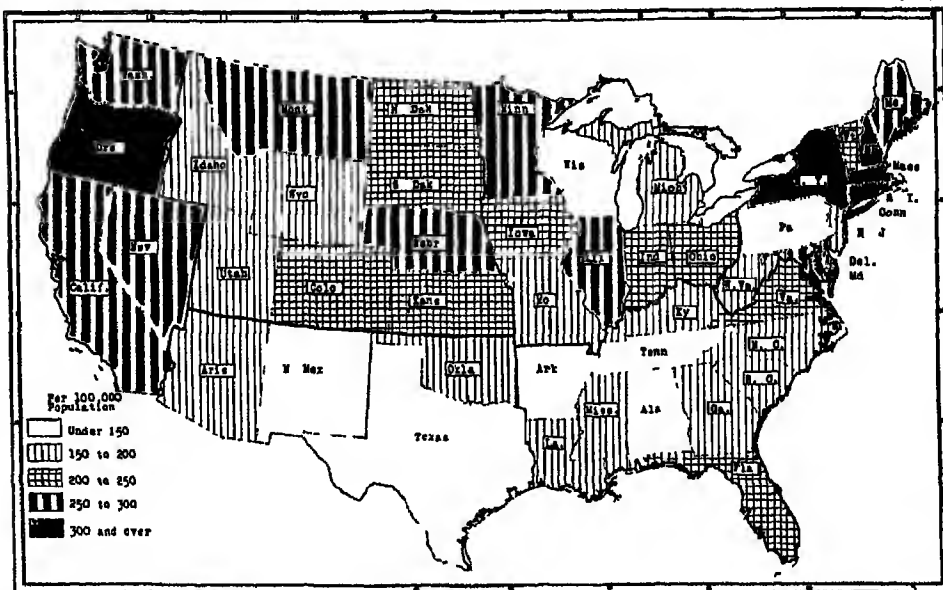 Wash.
Ore
Calif.
Nev
Idaho
Mont
Wyo
Utah
Colo
Ariz
N Mex
N Dak
S Dak
Nebr
Kans
Okla
Texas
Minn
Iowa
Mo
Ark
La.
Wis
Ill
Mich
Ind
Ohio
Ky
Tenn
Miss.
Ala
Ga.
Fla
S. C.
N. C.
Va.
W.Va.
Pa
N. Y.
Vt
Me
Mass
Conn
N J
Del.
Md
Per 100,000
Population
Under 150
150 to 200
200 to 250
250 to 300
300 and over